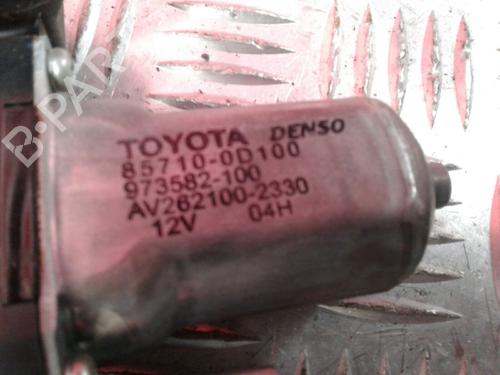 TOYOTA DENSO
85710-0D100
973582-100
AV262100-2330
12V 04H
B-PARTS